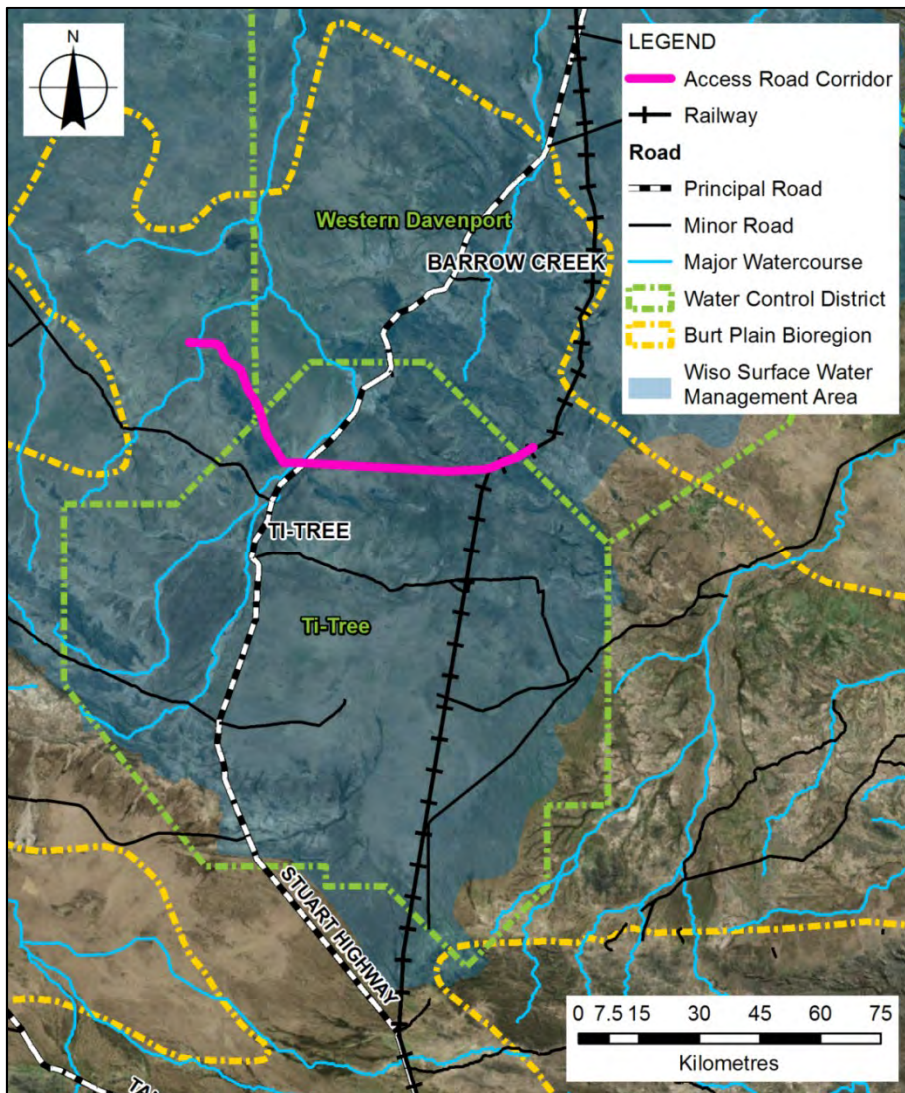 N
LEGEND
Access Road Corridor
Railway
Road
Principal Road
Minor Road
Major Watercourse
Water Control District
Burt Plain Bioregion
Wiso Surface Water
Management Area
Western Davenport
BARROW CREEK
TI-TREE
Ti-Tree
STUART HIGHWAY
0 7.5 15 30 45 60 75
Kilometres